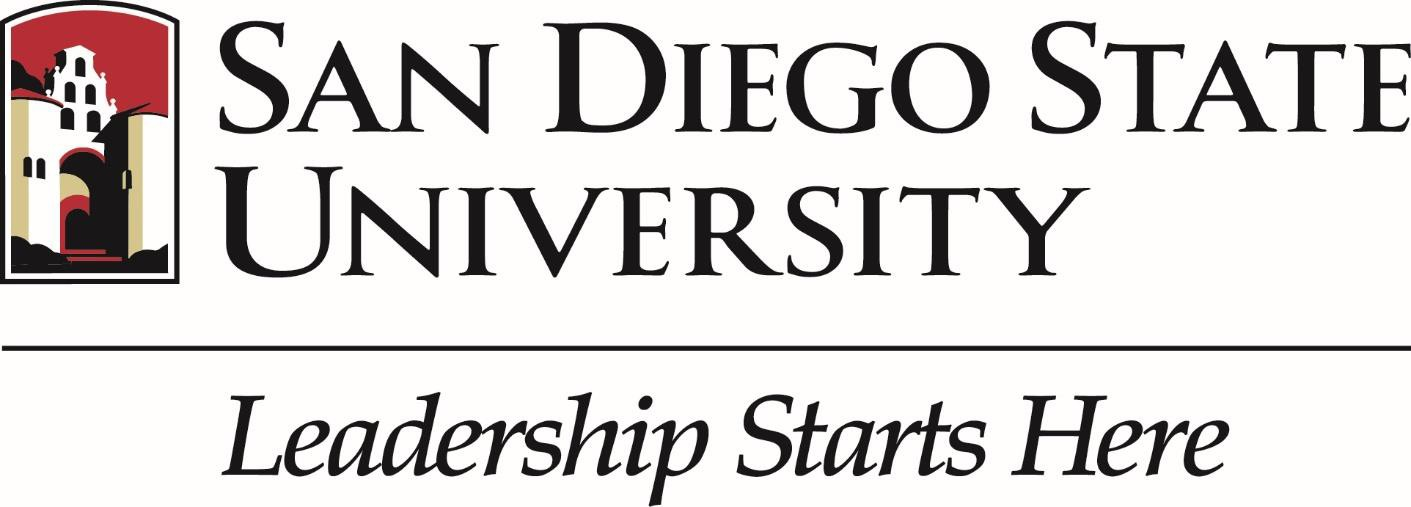 SAN DIEGO STATE
UNIVERSITY
Leadership Starts Here